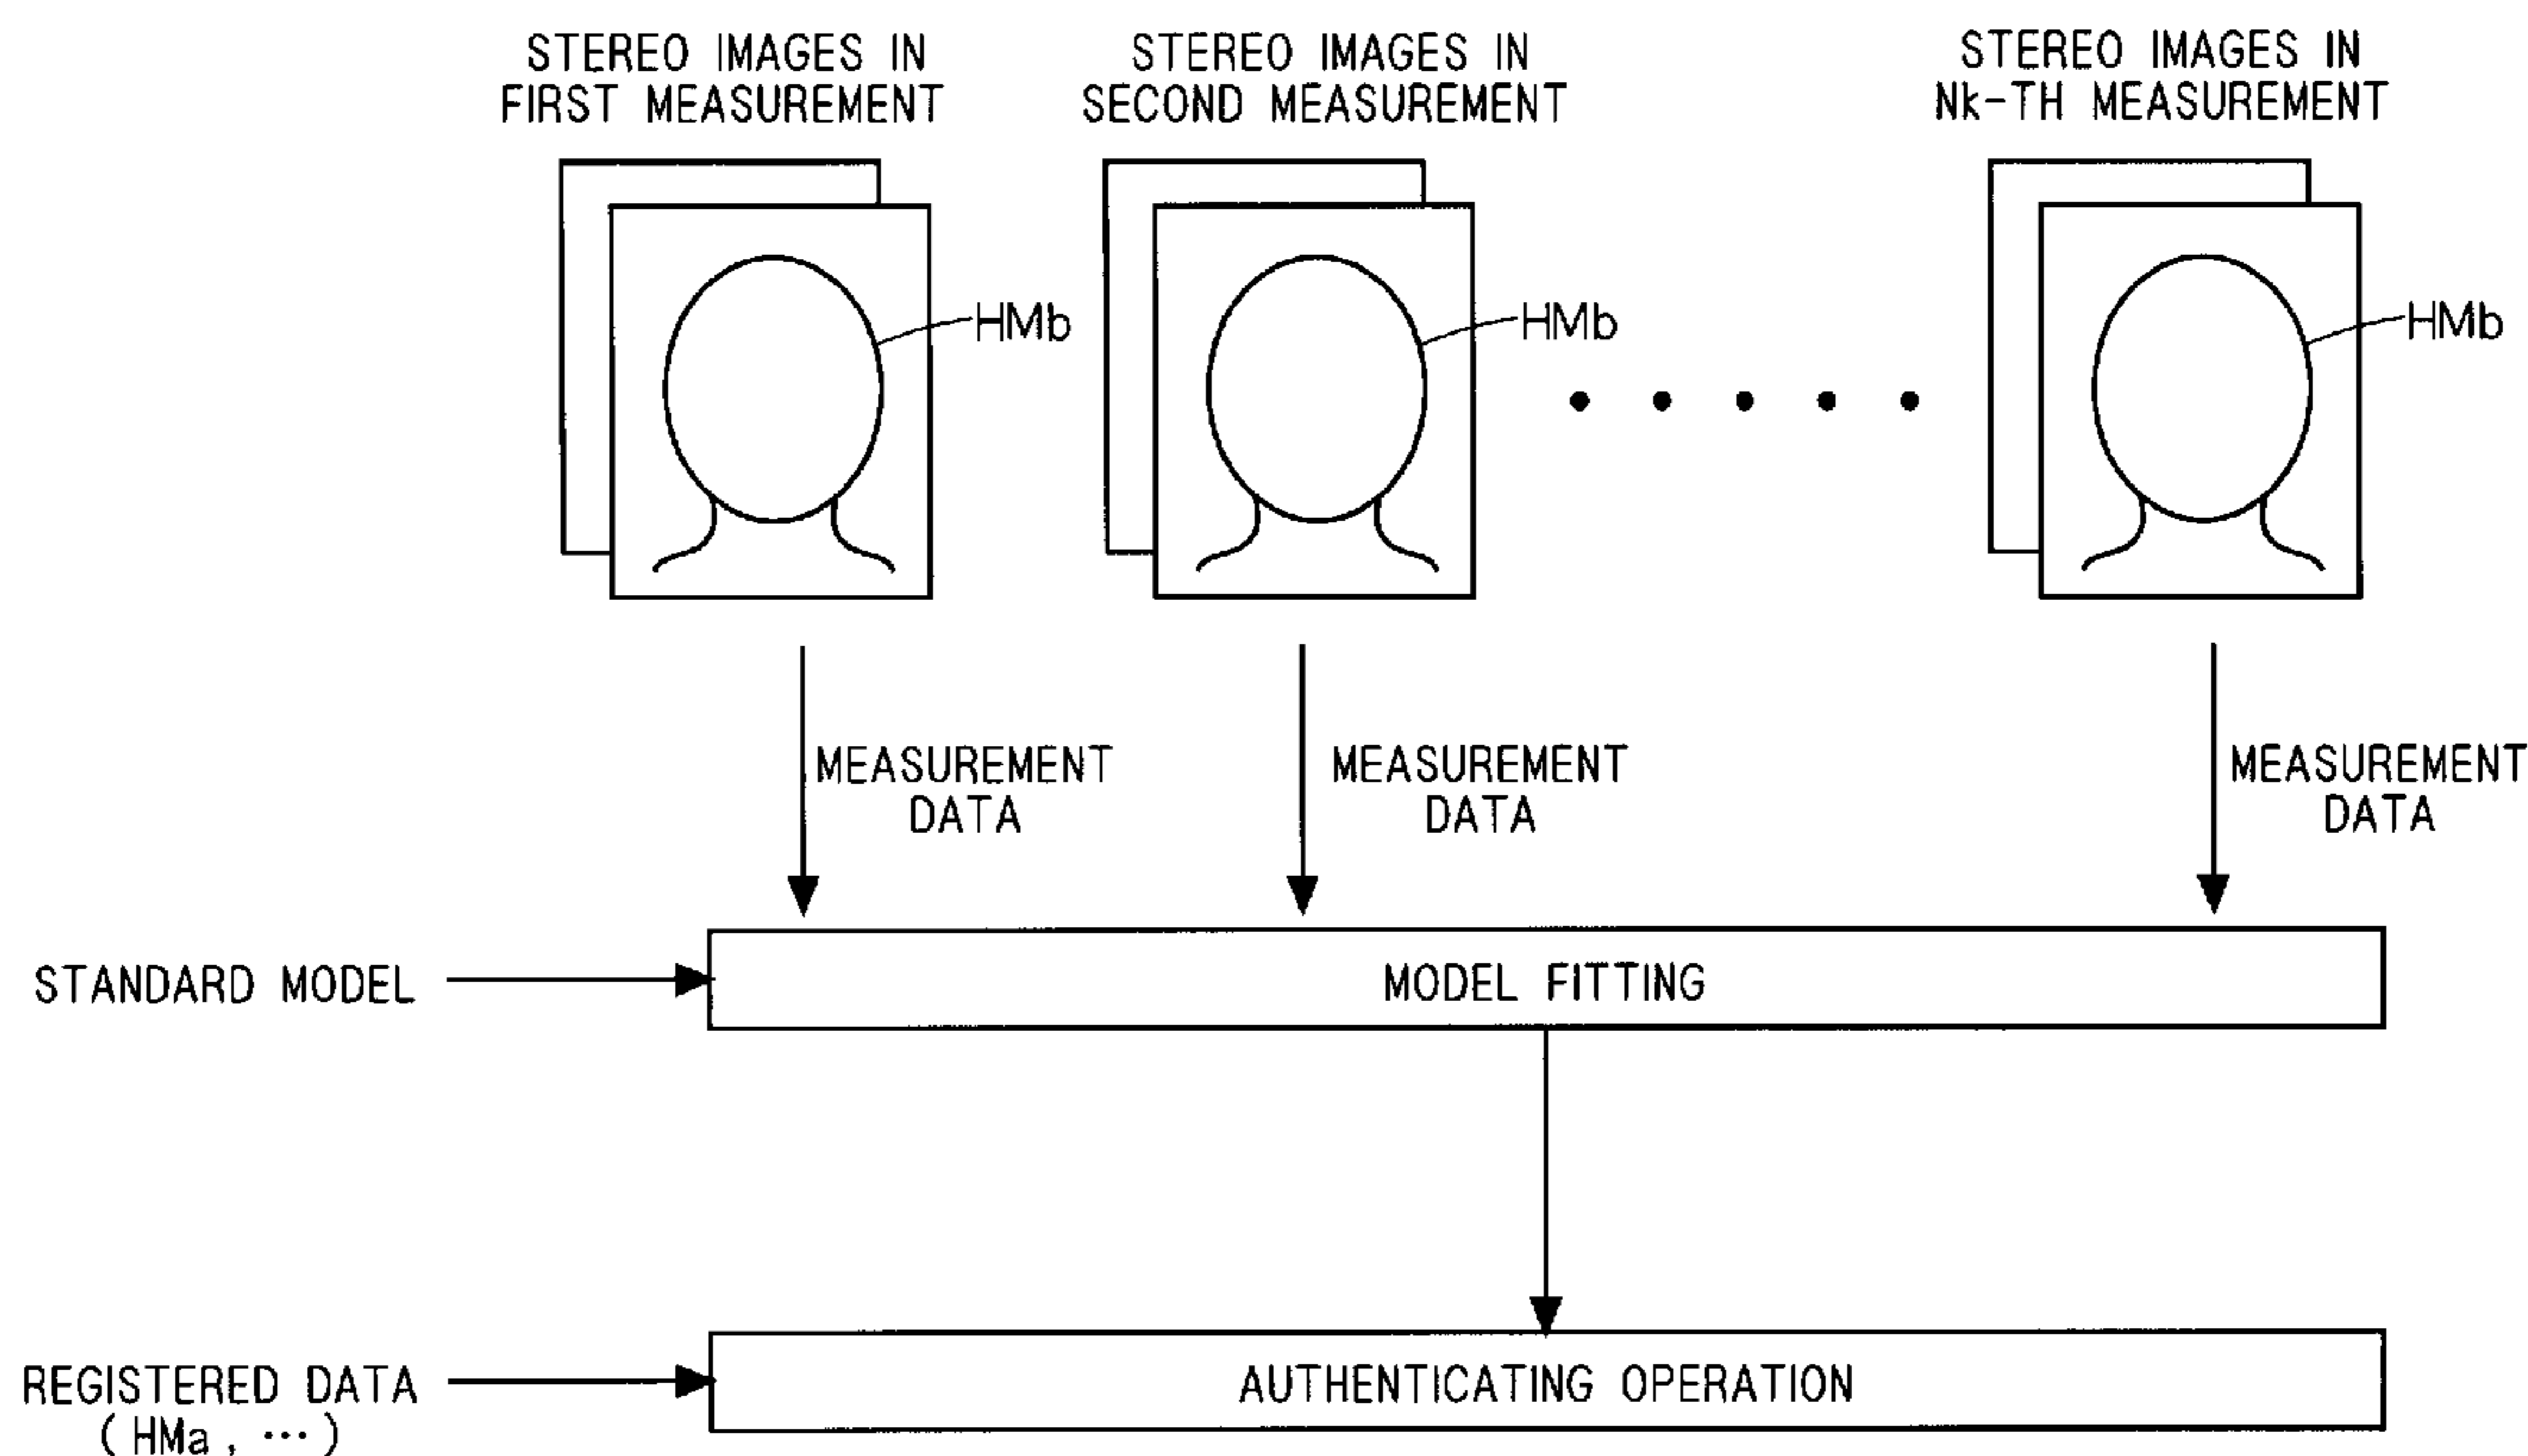 STEREO IMAGES IN
FIRST MEASUREMENT
STEREO IMAGES IN
SECOND MEASUREMENT
STEREO IMAGES IN
Nk-TH MEASUREMENT
HMb
HMb
HMb
MEASUREMENT
DATA
MEASUREMENT
DATA
MEASUREMENT
DATA
STANDARD MODEL
MODEL FITTING
REGISTERED DATA
(HMa, ···)
AUTHENTICATING OPERATION